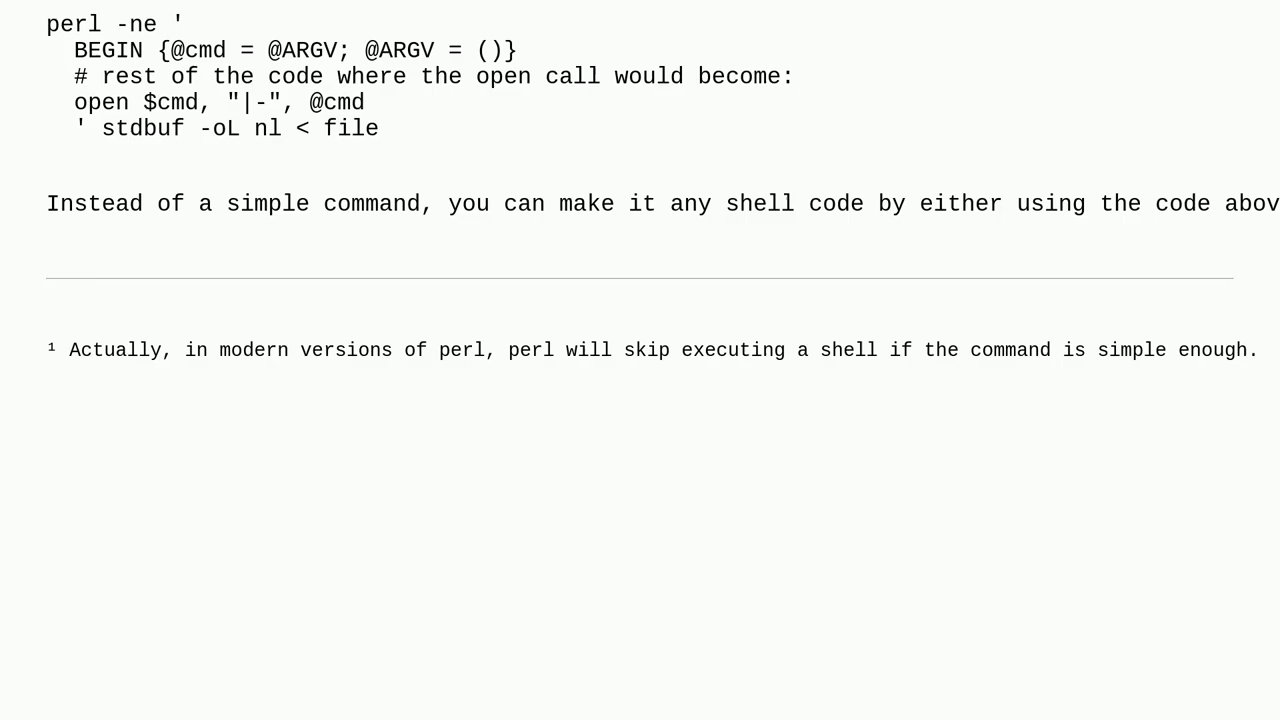 perl -ne '
  BEGIN {@cmd = @ARGV; @ARGV = ()}
  # rest of the code where the open call would become:
  open $cmd, "|-", @cmd
  ' stdbuf -oL nl < file
Instead of a simple command, you can make it any shell code by either using the code abov
¹ Actually, in modern versions of perl, perl will skip executing a shell if the command is simple enough.